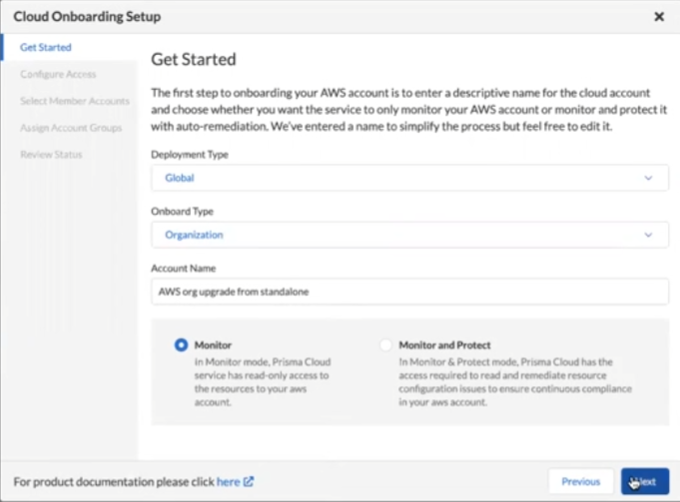 Cloud Onboarding Setup
Get Started
Configure Access
Select Member Accounts
Assign Account Groups
Review Status
Get Started
The first step to onboarding your AWS account is to enter a descriptive name for the cloud account
and choose whether you want the service to only monitor your AWS account or monitor and protect it
with auto-remediation. We've entered a name to simplify the process but feel free to edit it.
Deployment Type
Global
Onboard Type
Organization
Account Name
AWS org upgrade from standalone
Monitor
In Monitor mode, Prisma Cloud
service has read-only access to
the resources to your aws
account.
Monitor and Protect
In Monitor & Protect mode, Prisma Cloud has the
access required to read and remediate resource
configuration issues to ensure continuous compliance
in your aws account.
For product documentation please click here
Previous
Next